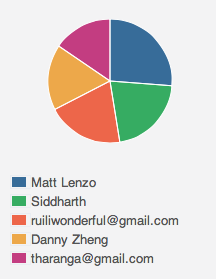 Matt Lenzo
Siddharth
ruiliwonderful@gmail.com
Danny Zheng
tharanga@gmail.com